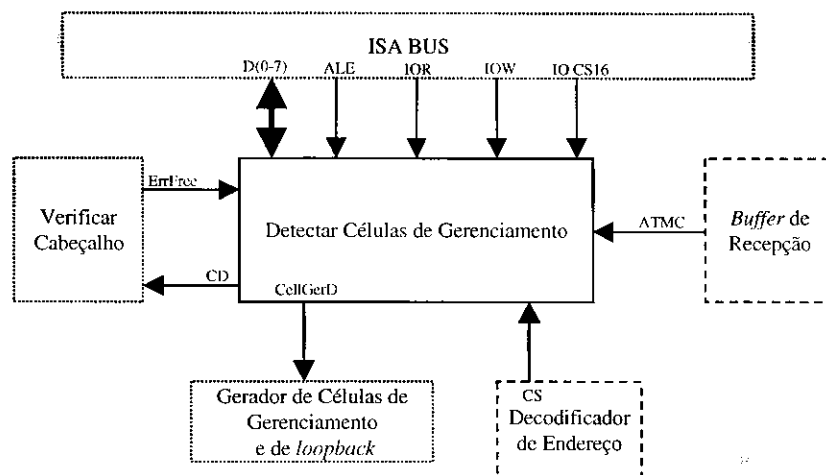 ISA BUS
D(0-7) ALE IOR IOW IO CS16
ErrFree
Verificar
Cabeçalho
Detectar Células de Gerenciamento
ATMC
Buffer de
Recepção
CD
CellGerD
Gerador de Células de
Gerenciamento
e de loopback
CS
Decodificador
de Endereço